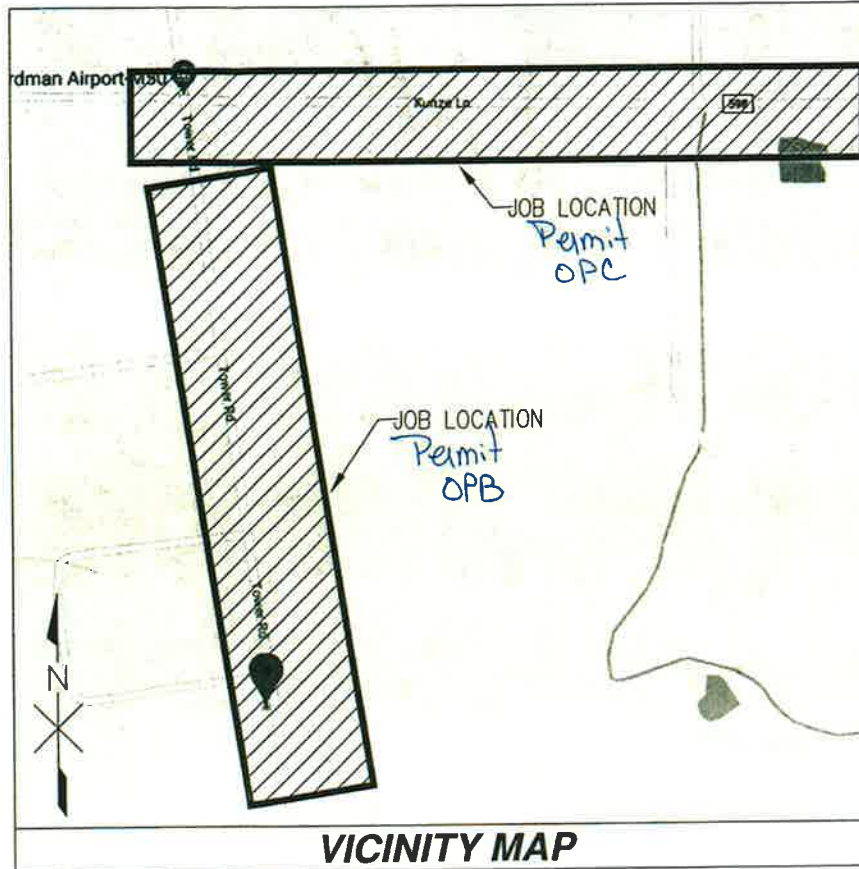 rdman Airport-M50
Kunze Ln
Tower Rd
JOB LOCATION
Permit
OPC
Tower Rd
JOB LOCATION
Permit
OPB
Tower Rd
N
VICINITY MAP